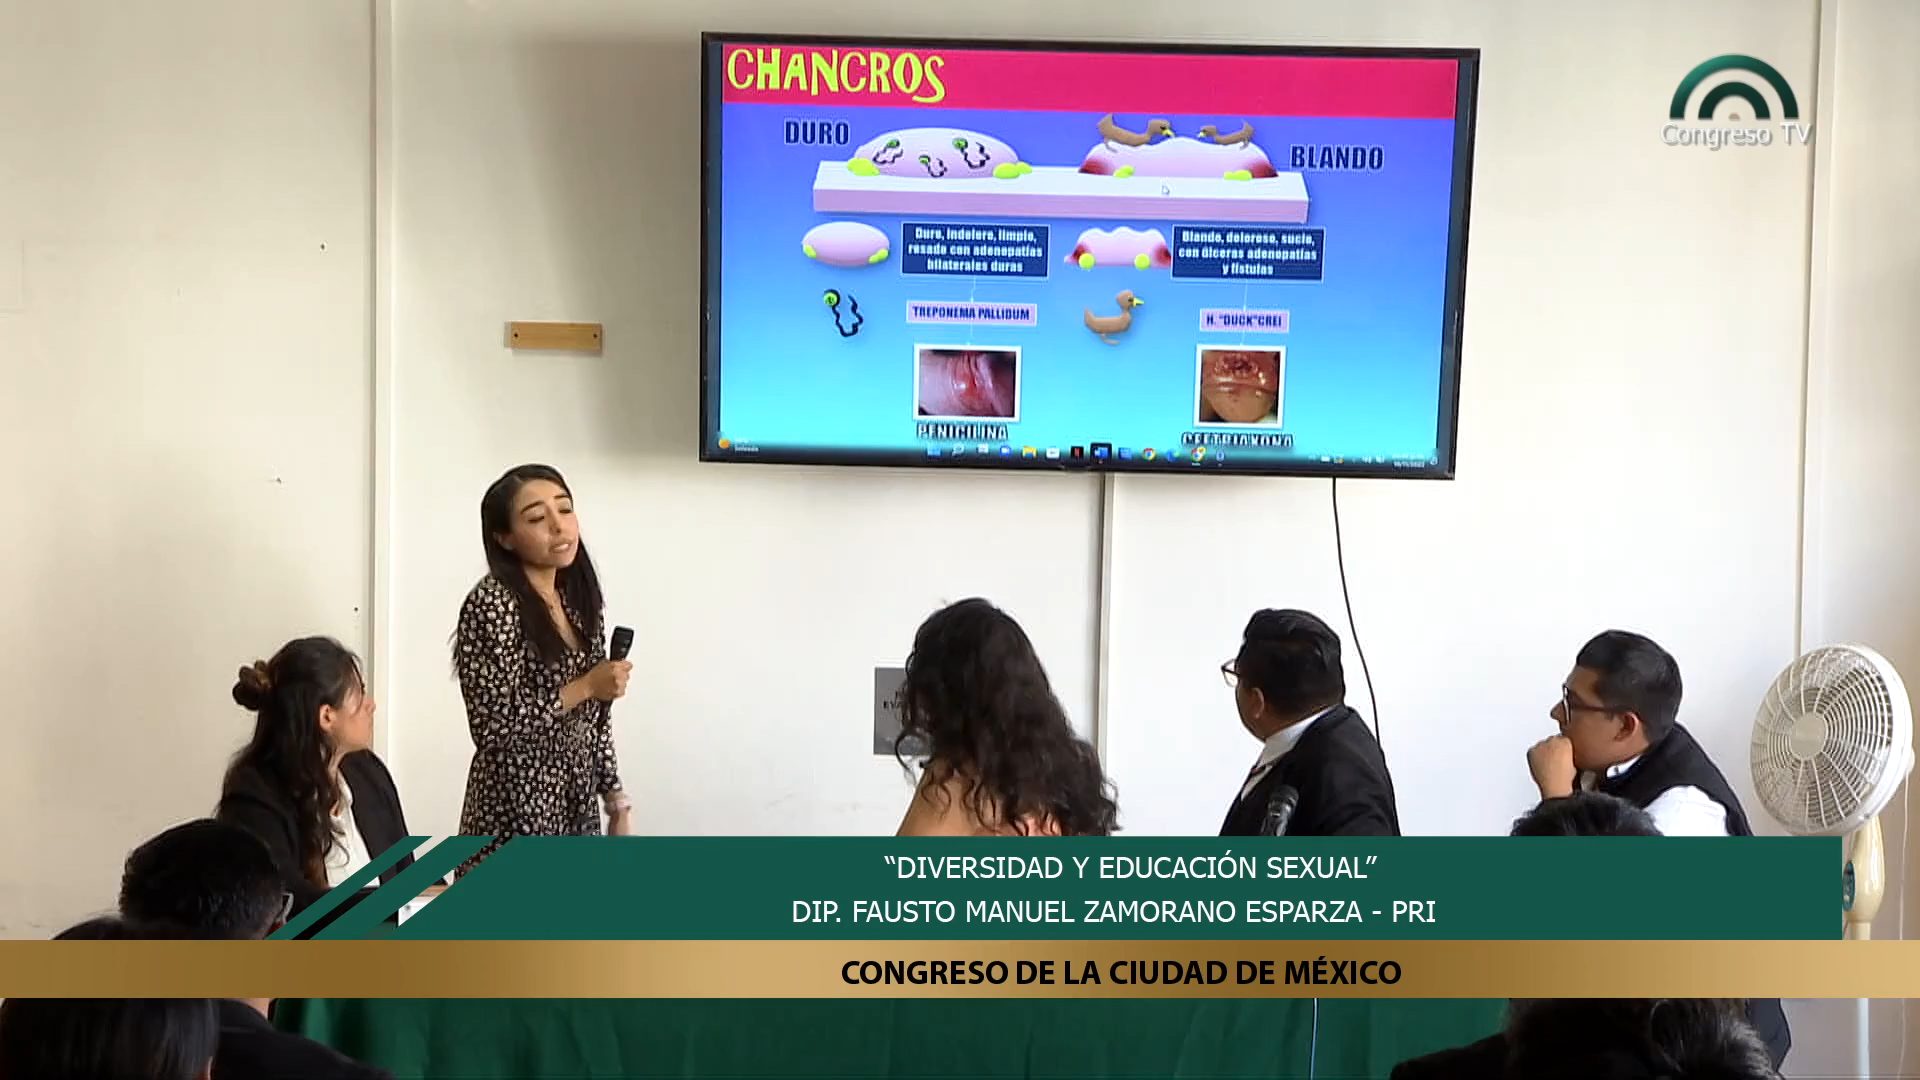 CHANCROS
Congreso TV
DURO
BLANDO
Duro, indoloro, limpio,
rosado con adenopatías
bilaterales duras
Blando, doloroso, sucio,
con úlceras adenopatías
y fístulas
TREPONEMA PALLIDUM
H. "DUCK"CREI
PENICILINA
CEFTRIAXONA
“DIVERSIDAD Y EDUCACIÓN SEXUAL”
DIP. FAUSTO MANUEL ZAMORANO ESPARZA - PRI
CONGRESO DE LA CIUDAD DE MÉXICO